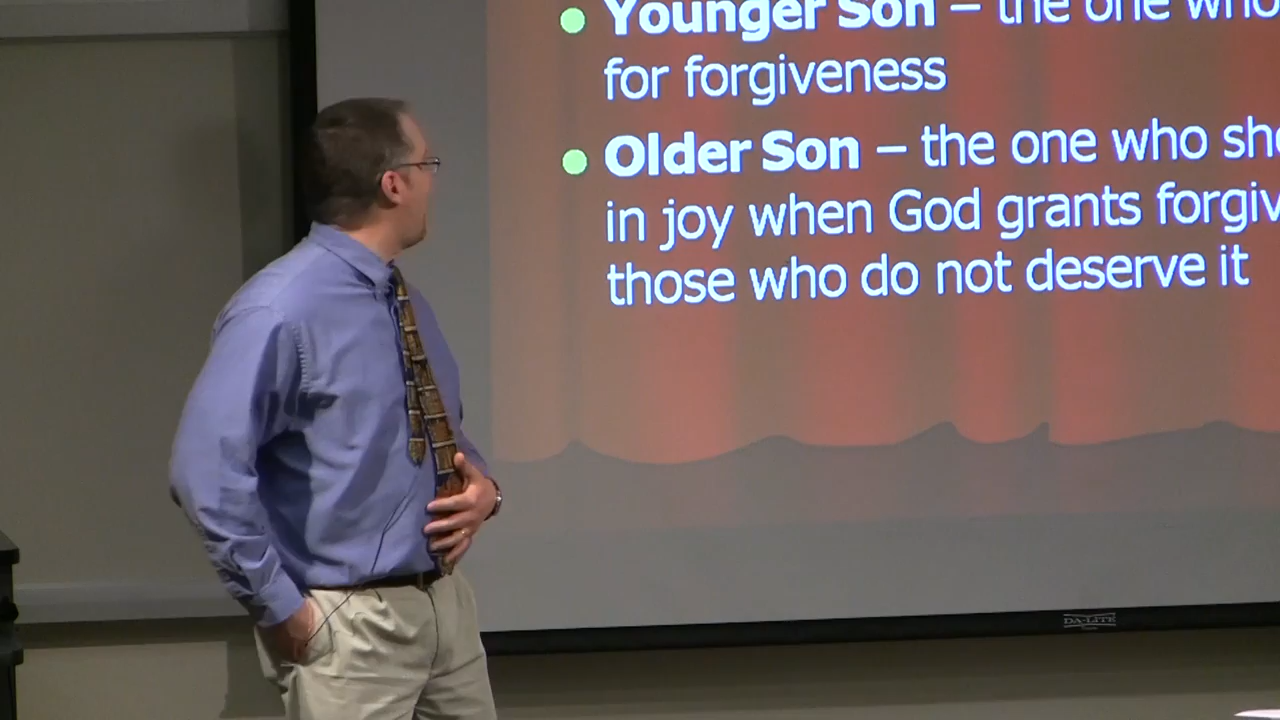 Younger Son – the one who
for forgiveness
Older Son – the one who sh
in joy when God grants forgiv
those who do not deserve it
DA-LITE